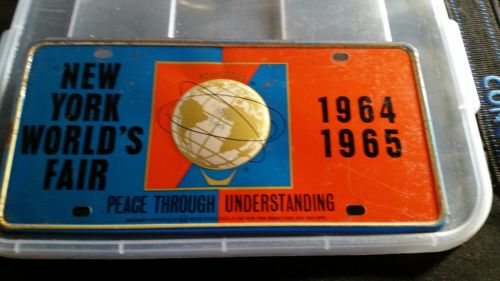 NEW
YORK
WORLD'S
FAIR
1964
1965
PEACE THROUGH UNDERSTANDING